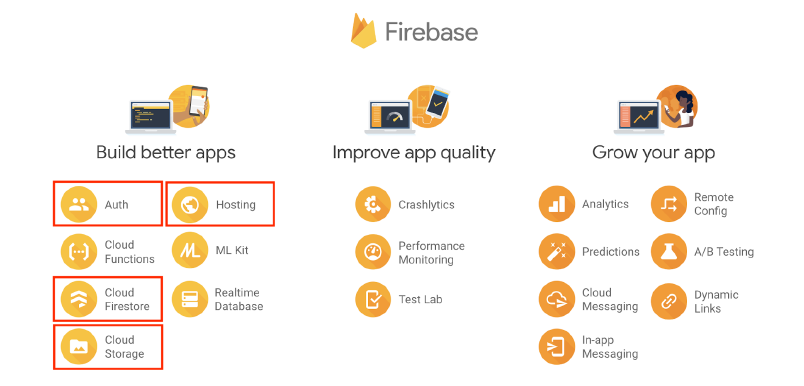 Firebase
Build better apps
Improve app quality
Grow your app
Auth
Hosting
Cloud
Functions
ML Kit
Cloud
Firestore
Realtime
Database
Cloud
Storage
Crashlytics
Performance
Monitoring
Test Lab
Analytics
Remote
Config
Predictions
A/B Testing
Cloud
Messaging
Dynamic
Links
In-app
Messaging